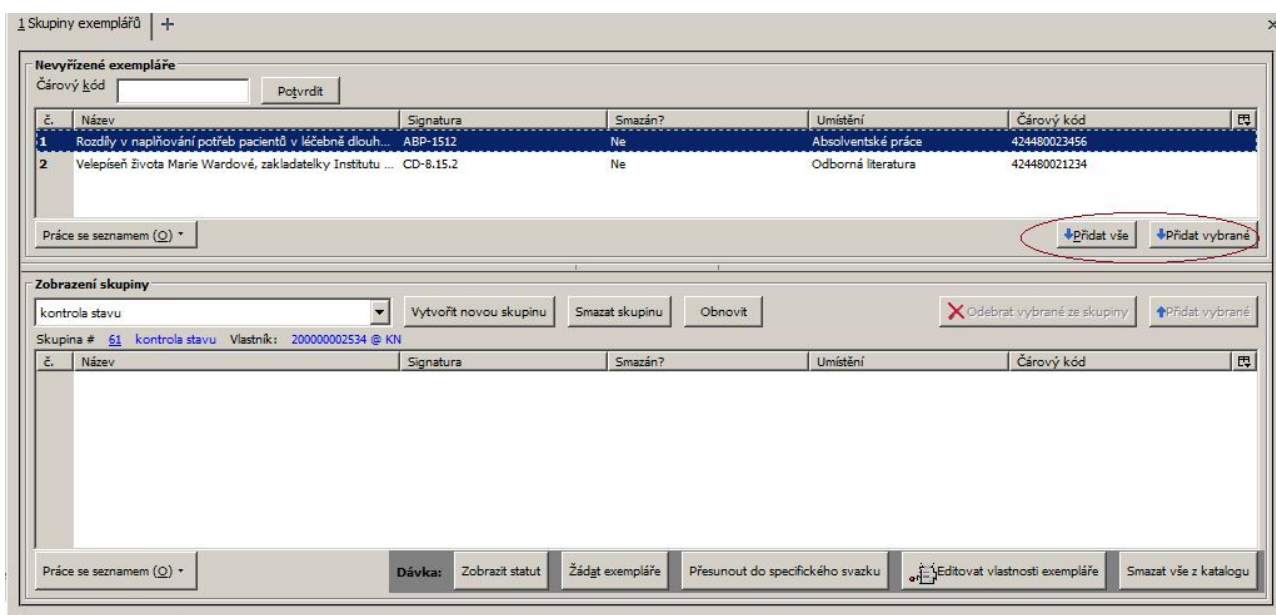 1 Skupiny exemplářů
Nevyřízené exempláře
Čárový kód Potvrdit
č. Název Signatura Smazán? Umístění Čárový kód
1 Rozdíly v naplňování potřeb pacientů v léčebně dlouh... ABP-1512 Ne Absolventské práce 424480023456
2 Velepíseň života Marie Wardové, zakladatelky Institutu ... CD-8.15.2 Ne Odborná literatura 424480021234
Práce se seznamem (O) Přidat vše Přidat vybrané
Zobrazení skupiny
kontrola stavu Vytvořit novou skupinu Smazat skupinu Obnovit Odebrat vybrané ze skupiny Přidat vybrané
Skupina # 61 kontrola stavu Vlastník: 200000002534 @ KN
č. Název Signatura Smazán? Umístění Čárový kód
Práce se seznamem (O) Dávka: Zobrazit statut Žádat exempláře Přesunout do specifického svazku Editovat vlastnosti exempláře Smazat vše z katalogu